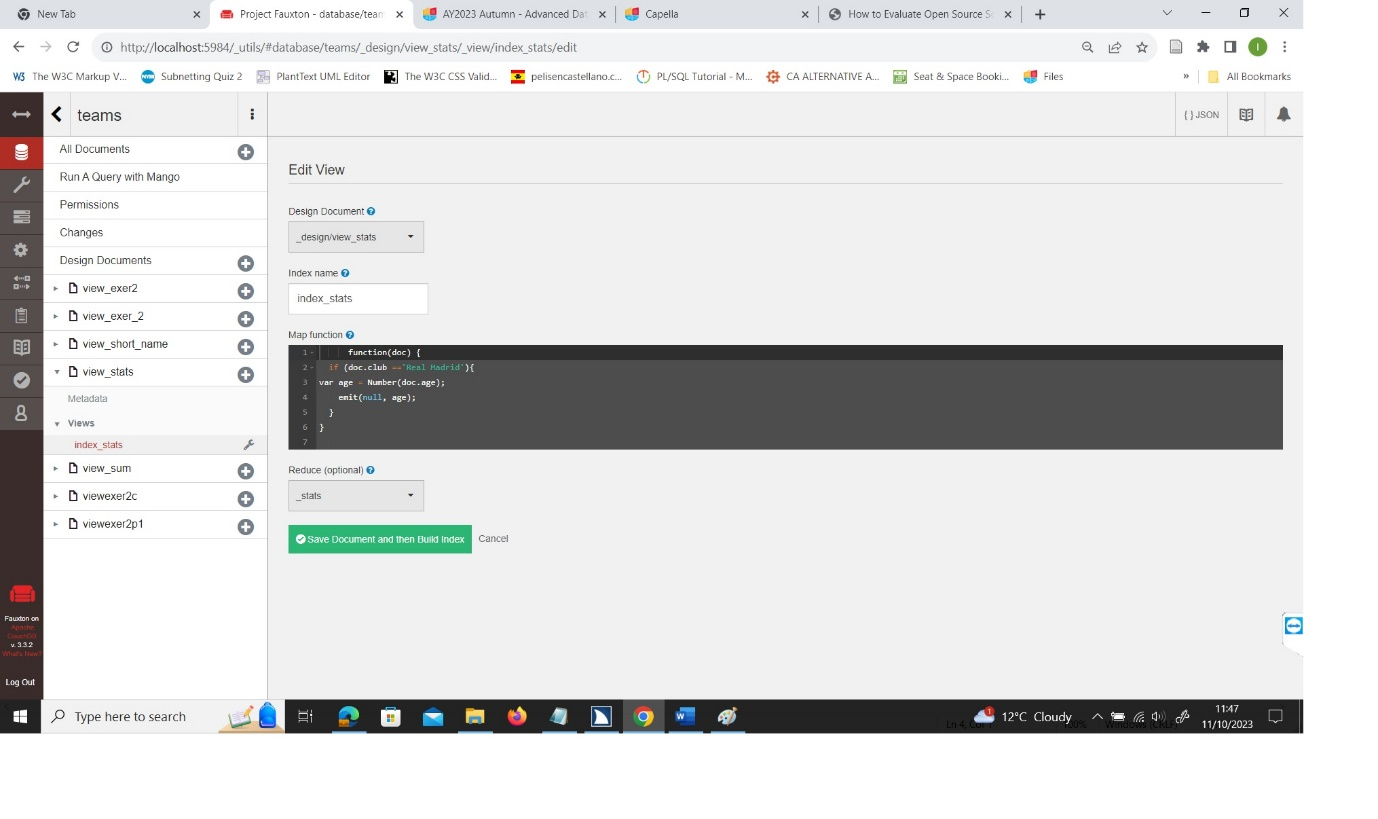 New Tab
Project Fauxton - database/team
AY2023 Autumn - Advanced Dat
Capella
How to Evaluate Open Source S
http://localhost:5984/_utils/#database/teams/_design/view_stats/_view/index_stats/edit
I
W3 The W3C Markup V...
Subnetting Quiz 2
PlantText UML Editor
The W3C CSS Valid...
pelisencastellano.c...
PL/SQL Tutorial - M...
CA ALTERNATIVE A...
Seat & Space Booki...
Files
»
All Bookmarks
teams
{ } JSON
All Documents
Run A Query with Mango
Permissions
Changes
Design Documents
view_exer2
view_exer_2
view_short_name
view_stats
Metadata
Views
index_stats
view_sum
viewexer2c
viewexer2p1
Edit View
Design Document
_design/view_stats
Index name
index_stats
Map function
1 function(doc) {
2 if (doc.club =='Real Madrid'){
3 var age = Number(doc.age);
4 emit(null, age);
5 }
6 }
7
Reduce (optional)
_stats
Save Document and then Build Index
Cancel
Fauxton on
Apache
CouchDB
v. 3.3.2
What's New?
Log Out
Type here to search
1
12°C Cloudy
11:47
11/10/2023